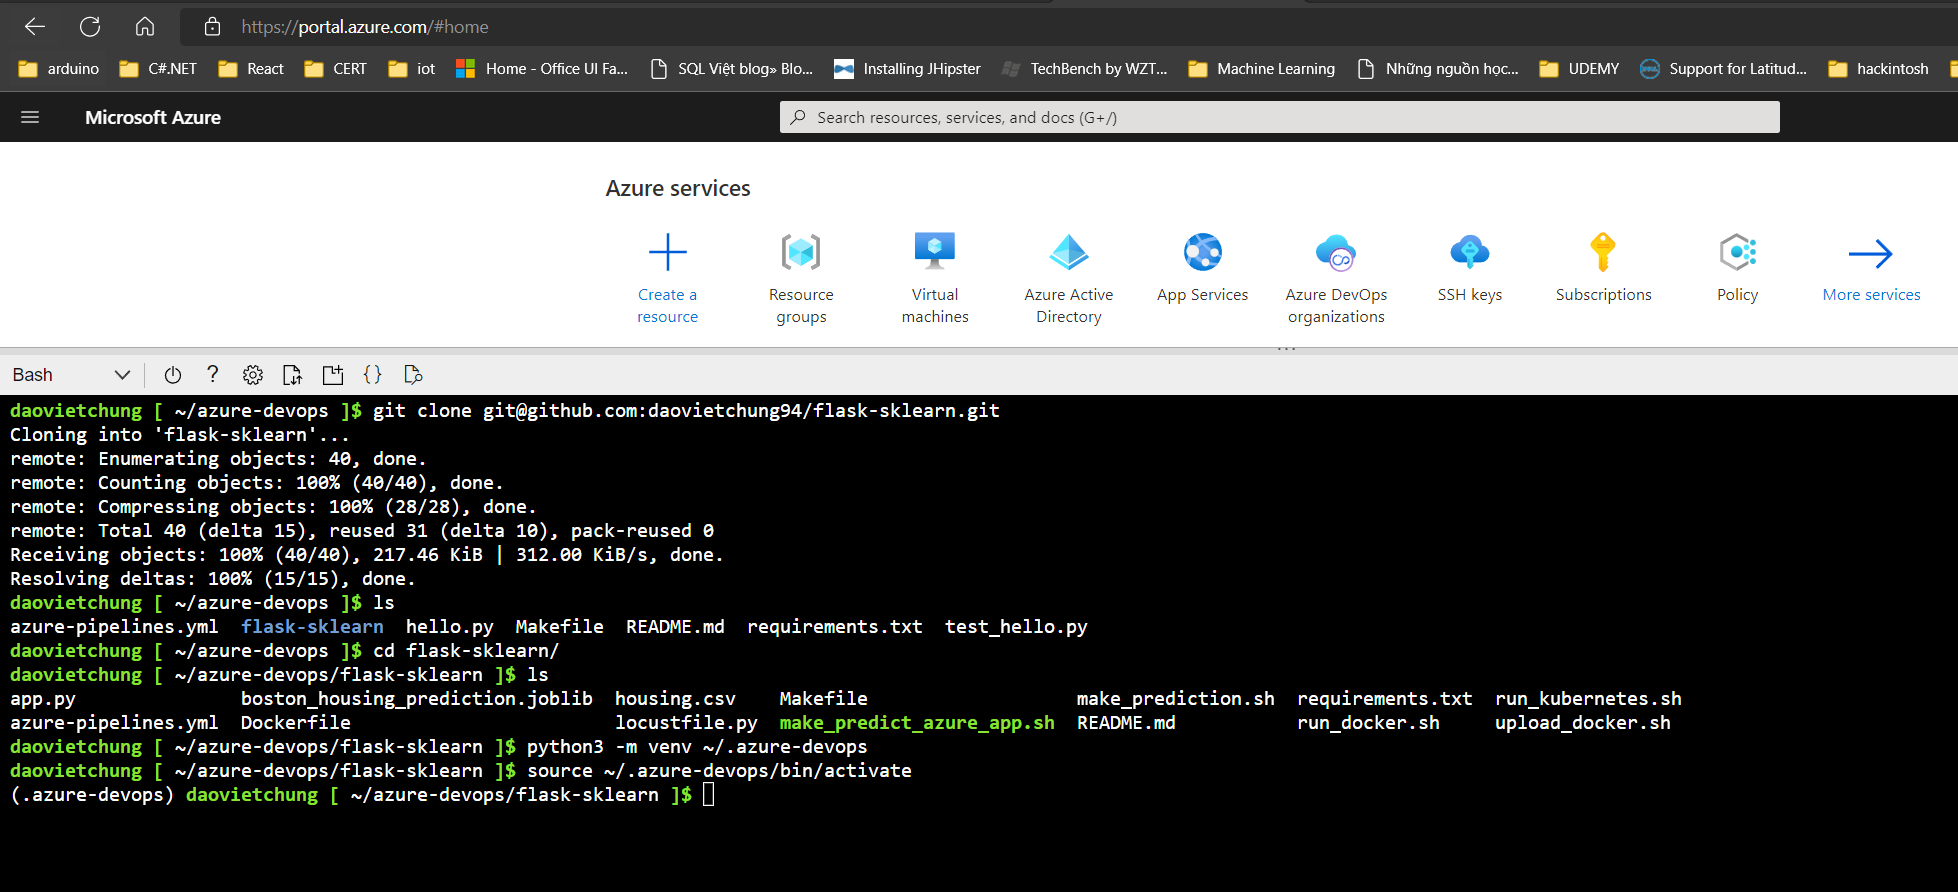 https://portal.azure.com/#home
arduino C#.NET React CERT iot Home - Office UI Fa... SQL Việt blog» Blo... Installing JHipster TechBench by WZT... Machine Learning Những nguồn học... UDEMY Support for Latitud... hackintosh
Microsoft Azure
Search resources, services, and docs (G+/)
Azure services
Create a resource
Resource groups
Virtual machines
Azure Active Directory
App Services
Azure DevOps organizations
SSH keys
Subscriptions
Policy
More services
Bash
daovietchung [ ~/azure-devops ]$ git clone git@github.com:daovietchung94/flask-sklearn.git
Cloning into 'flask-sklearn'...
remote: Enumerating objects: 40, done.
remote: Counting objects: 100% (40/40), done.
remote: Compressing objects: 100% (28/28), done.
remote: Total 40 (delta 15), reused 31 (delta 10), pack-reused 0
Receiving objects: 100% (40/40), 217.46 KiB | 312.00 KiB/s, done.
Resolving deltas: 100% (15/15), done.
daovietchung [ ~/azure-devops ]$ ls
azure-pipelines.yml flask-sklearn hello.py Makefile README.md requirements.txt test_hello.py
daovietchung [ ~/azure-devops ]$ cd flask-sklearn/
daovietchung [ ~/azure-devops/flask-sklearn ]$ ls
app.py boston_housing_prediction.joblib housing.csv Makefile make_prediction.sh requirements.txt run_kubernetes.sh
azure-pipelines.yml Dockerfile locustfile.py make_predict_azure_app.sh README.md run_docker.sh upload_docker.sh
daovietchung [ ~/azure-devops/flask-sklearn ]$ python3 -m venv ~/.azure-devops
daovietchung [ ~/azure-devops/flask-sklearn ]$ source ~/.azure-devops/bin/activate
(.azure-devops) daovietchung [ ~/azure-devops/flask-sklearn ]$